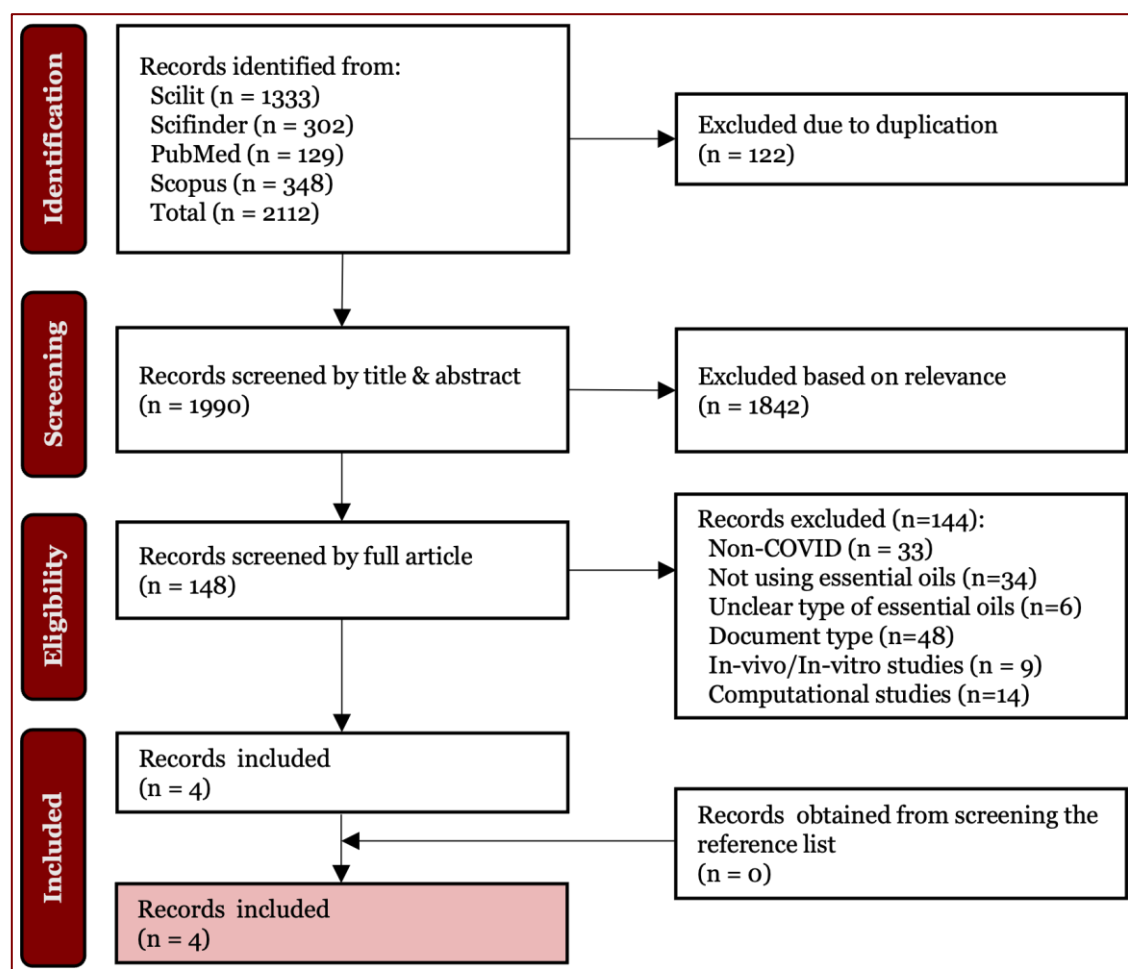 Identification
Records identified from:
Scilit (n = 1333)
Scifinder (n = 302)
PubMed (n = 129)
Scopus (n = 348)
Total (n = 2112)
Excluded due to duplication
(n = 122)
Screening
Records screened by title & abstract
(n = 1990)
Excluded based on relevance
(n = 1842)
Eligibility
Records screened by full article
(n = 148)
Records excluded (n=144):
Non-COVID (n = 33)
Not using essential oils (n=34)
Unclear type of essential oils (n=6)
Document type (n=48)
In-vivo/In-vitro studies (n = 9)
Computational studies (n=14)
Included
Records included
(n = 4)
Records obtained from screening the
reference list
(n = 0)
Records included
(n = 4)